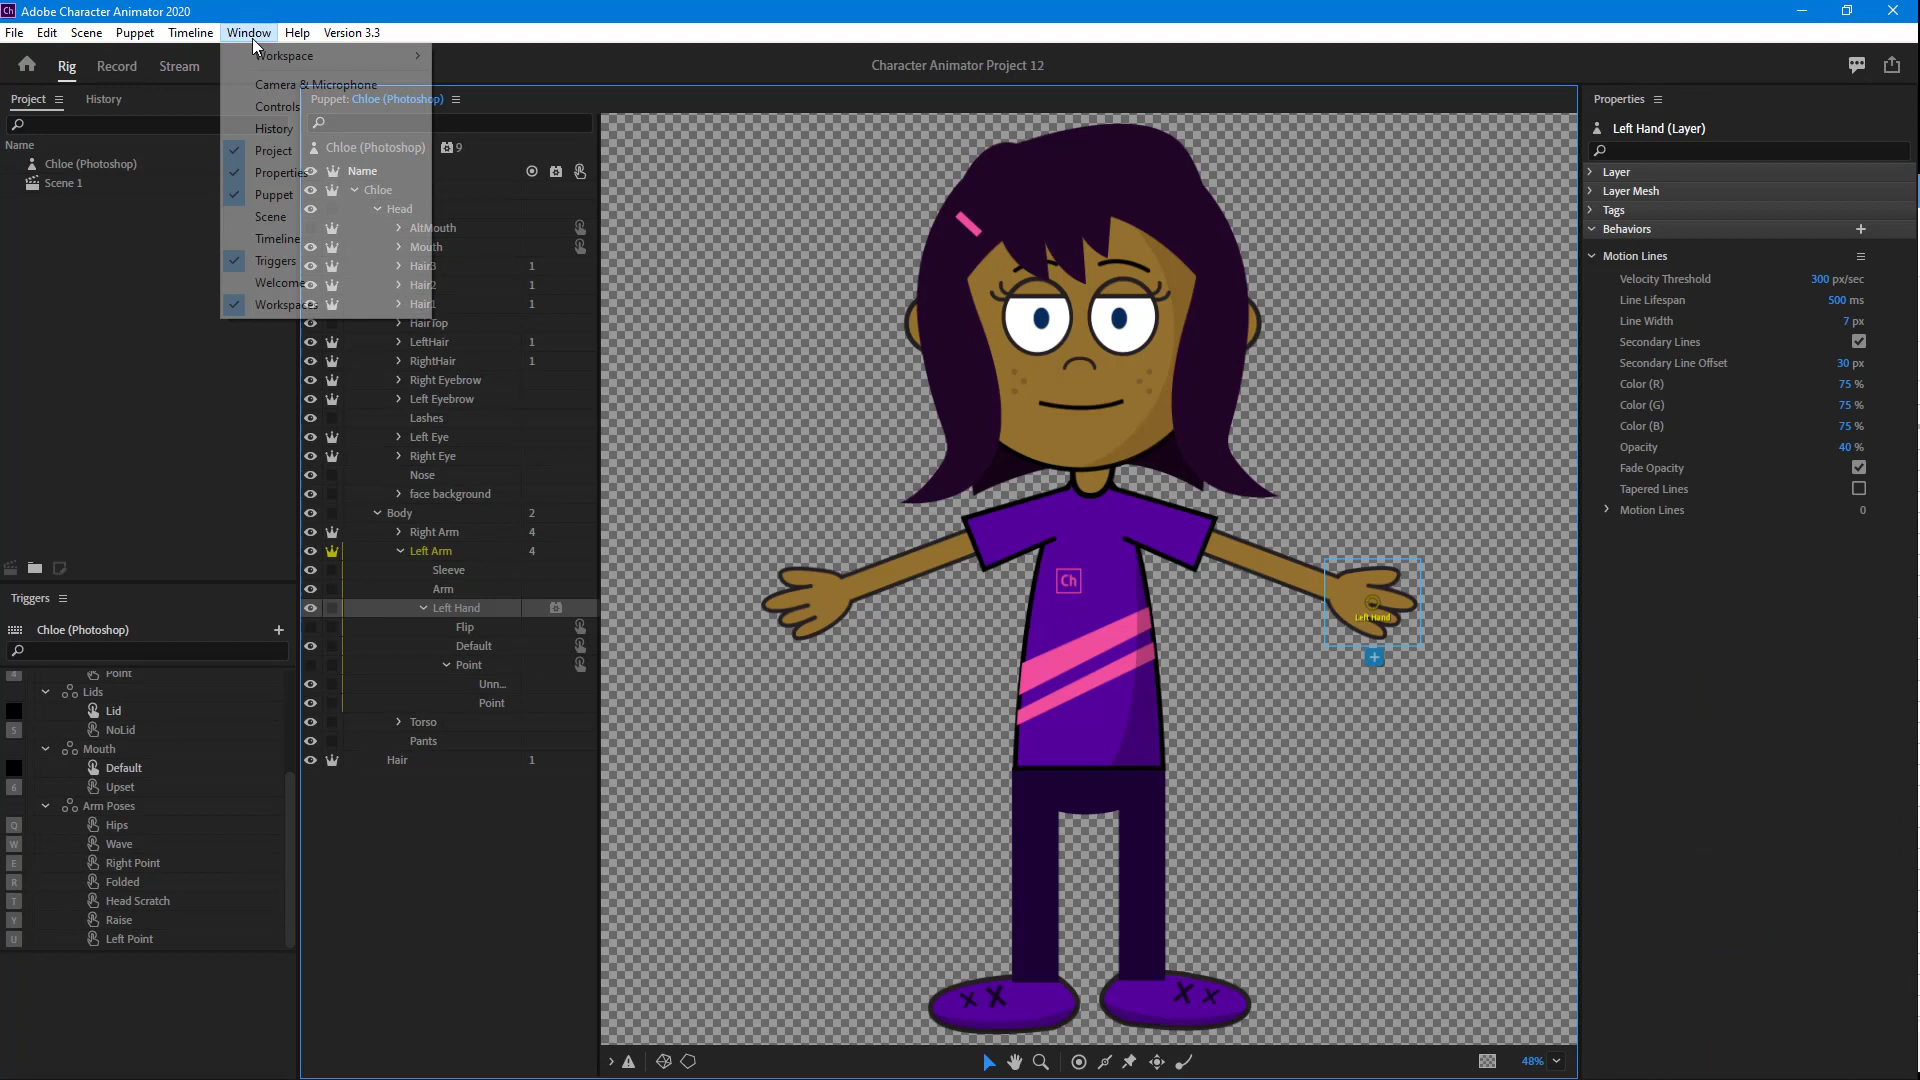 Ch Adobe Character Animator 2020
File Edit Scene Puppet Timeline Window Help Version 3.3
Rig Record Stream
Character Animator Project 12
Workspace
Camera & Microphone
Controls
History
Project
Properties
Puppet
Scene
Timeline
Triggers
Welcome
Workspaces
Project
History
Name
Chloe (Photoshop)
Scene 1
Triggers
Chloe (Photoshop)
4 Point
Lids
Lid
5 NoLid
Mouth
Default
6 Upset
Arm Poses
Q Hips
W Wave
E Right Point
R Folded
T Head Scratch
Y Raise
U Left Point
Puppet: Chloe (Photoshop)
Chloe (Photoshop) 9
Name
Chloe
Head
AltMouth
Mouth
Hair3 1
Hair2 1
Hair1 1
HairTop
LeftHair 1
RightHair 1
Right Eyebrow
Left Eyebrow
Lashes
Left Eye
Right Eye
Nose
face background
Body 2
Right Arm 4
Left Arm 4
Sleeve
Arm
Left Hand
Flip
Default
Point
Unn...
Point
Torso
Pants
Hair 1
Ch
Left Hand
48%
Properties
Left Hand (Layer)
Layer
Layer Mesh
Tags
Behaviors
Motion Lines
Velocity Threshold 300 px/sec
Line Lifespan 500 ms
Line Width 7 px
Secondary Lines
Secondary Line Offset 30 px
Color (R) 75 %
Color (G) 75 %
Color (B) 75 %
Opacity 40 %
Fade Opacity
Tapered Lines
Motion Lines 0